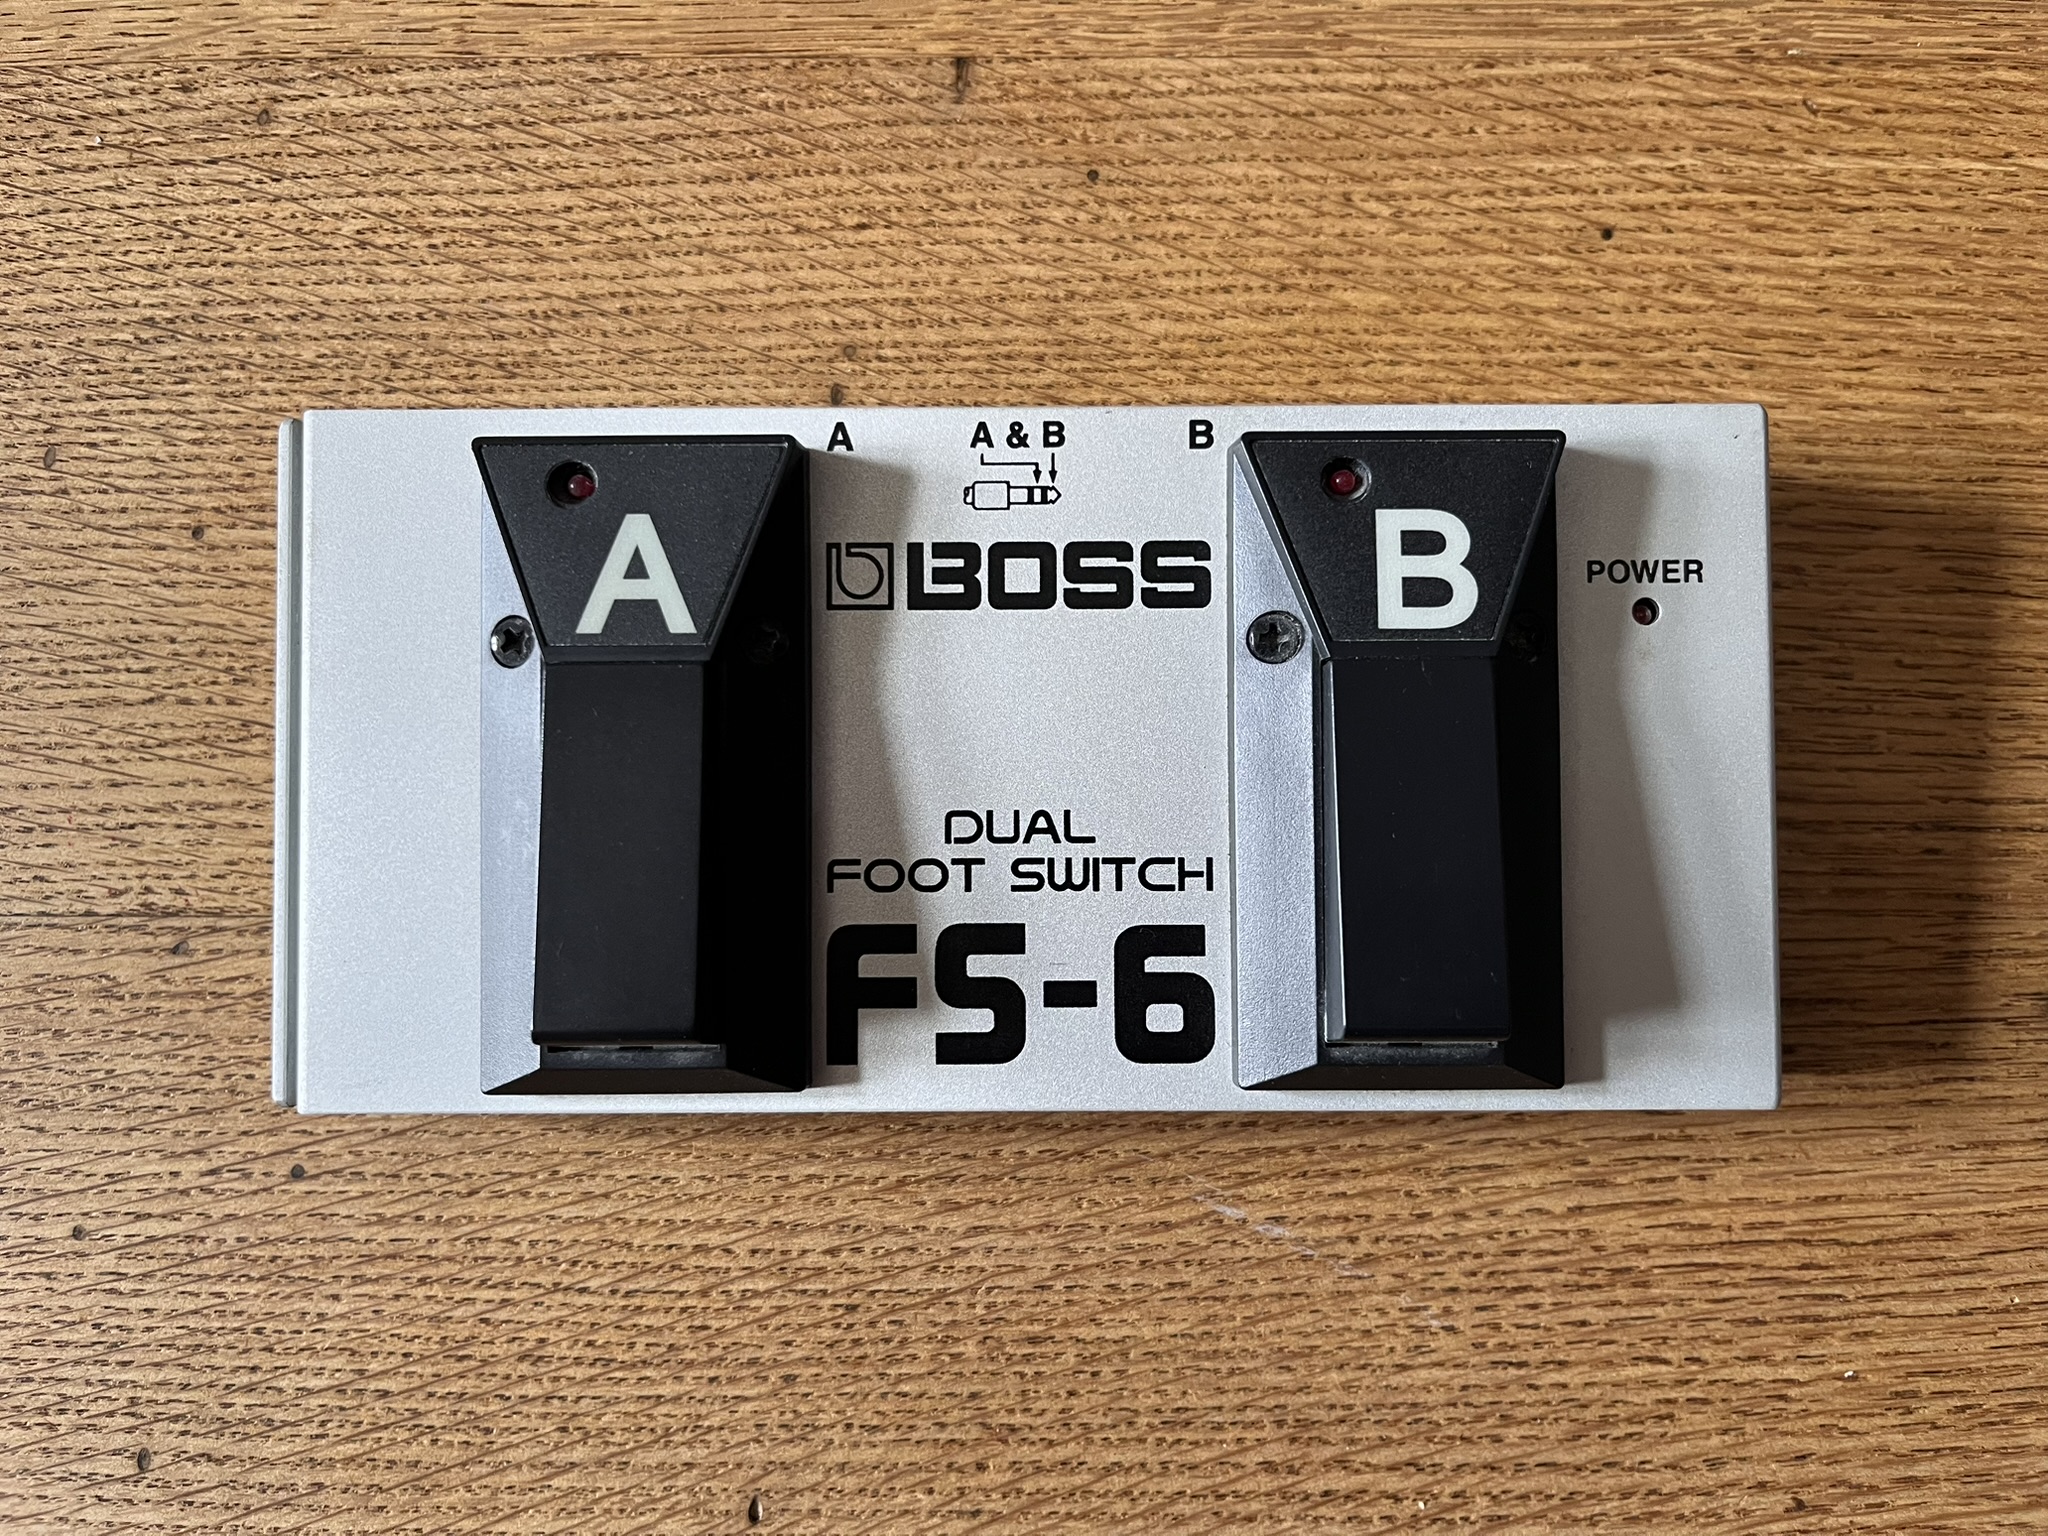 A A & B B
A
B
BOSS
POWER
DUAL
FOOT SWITCH
FS-6